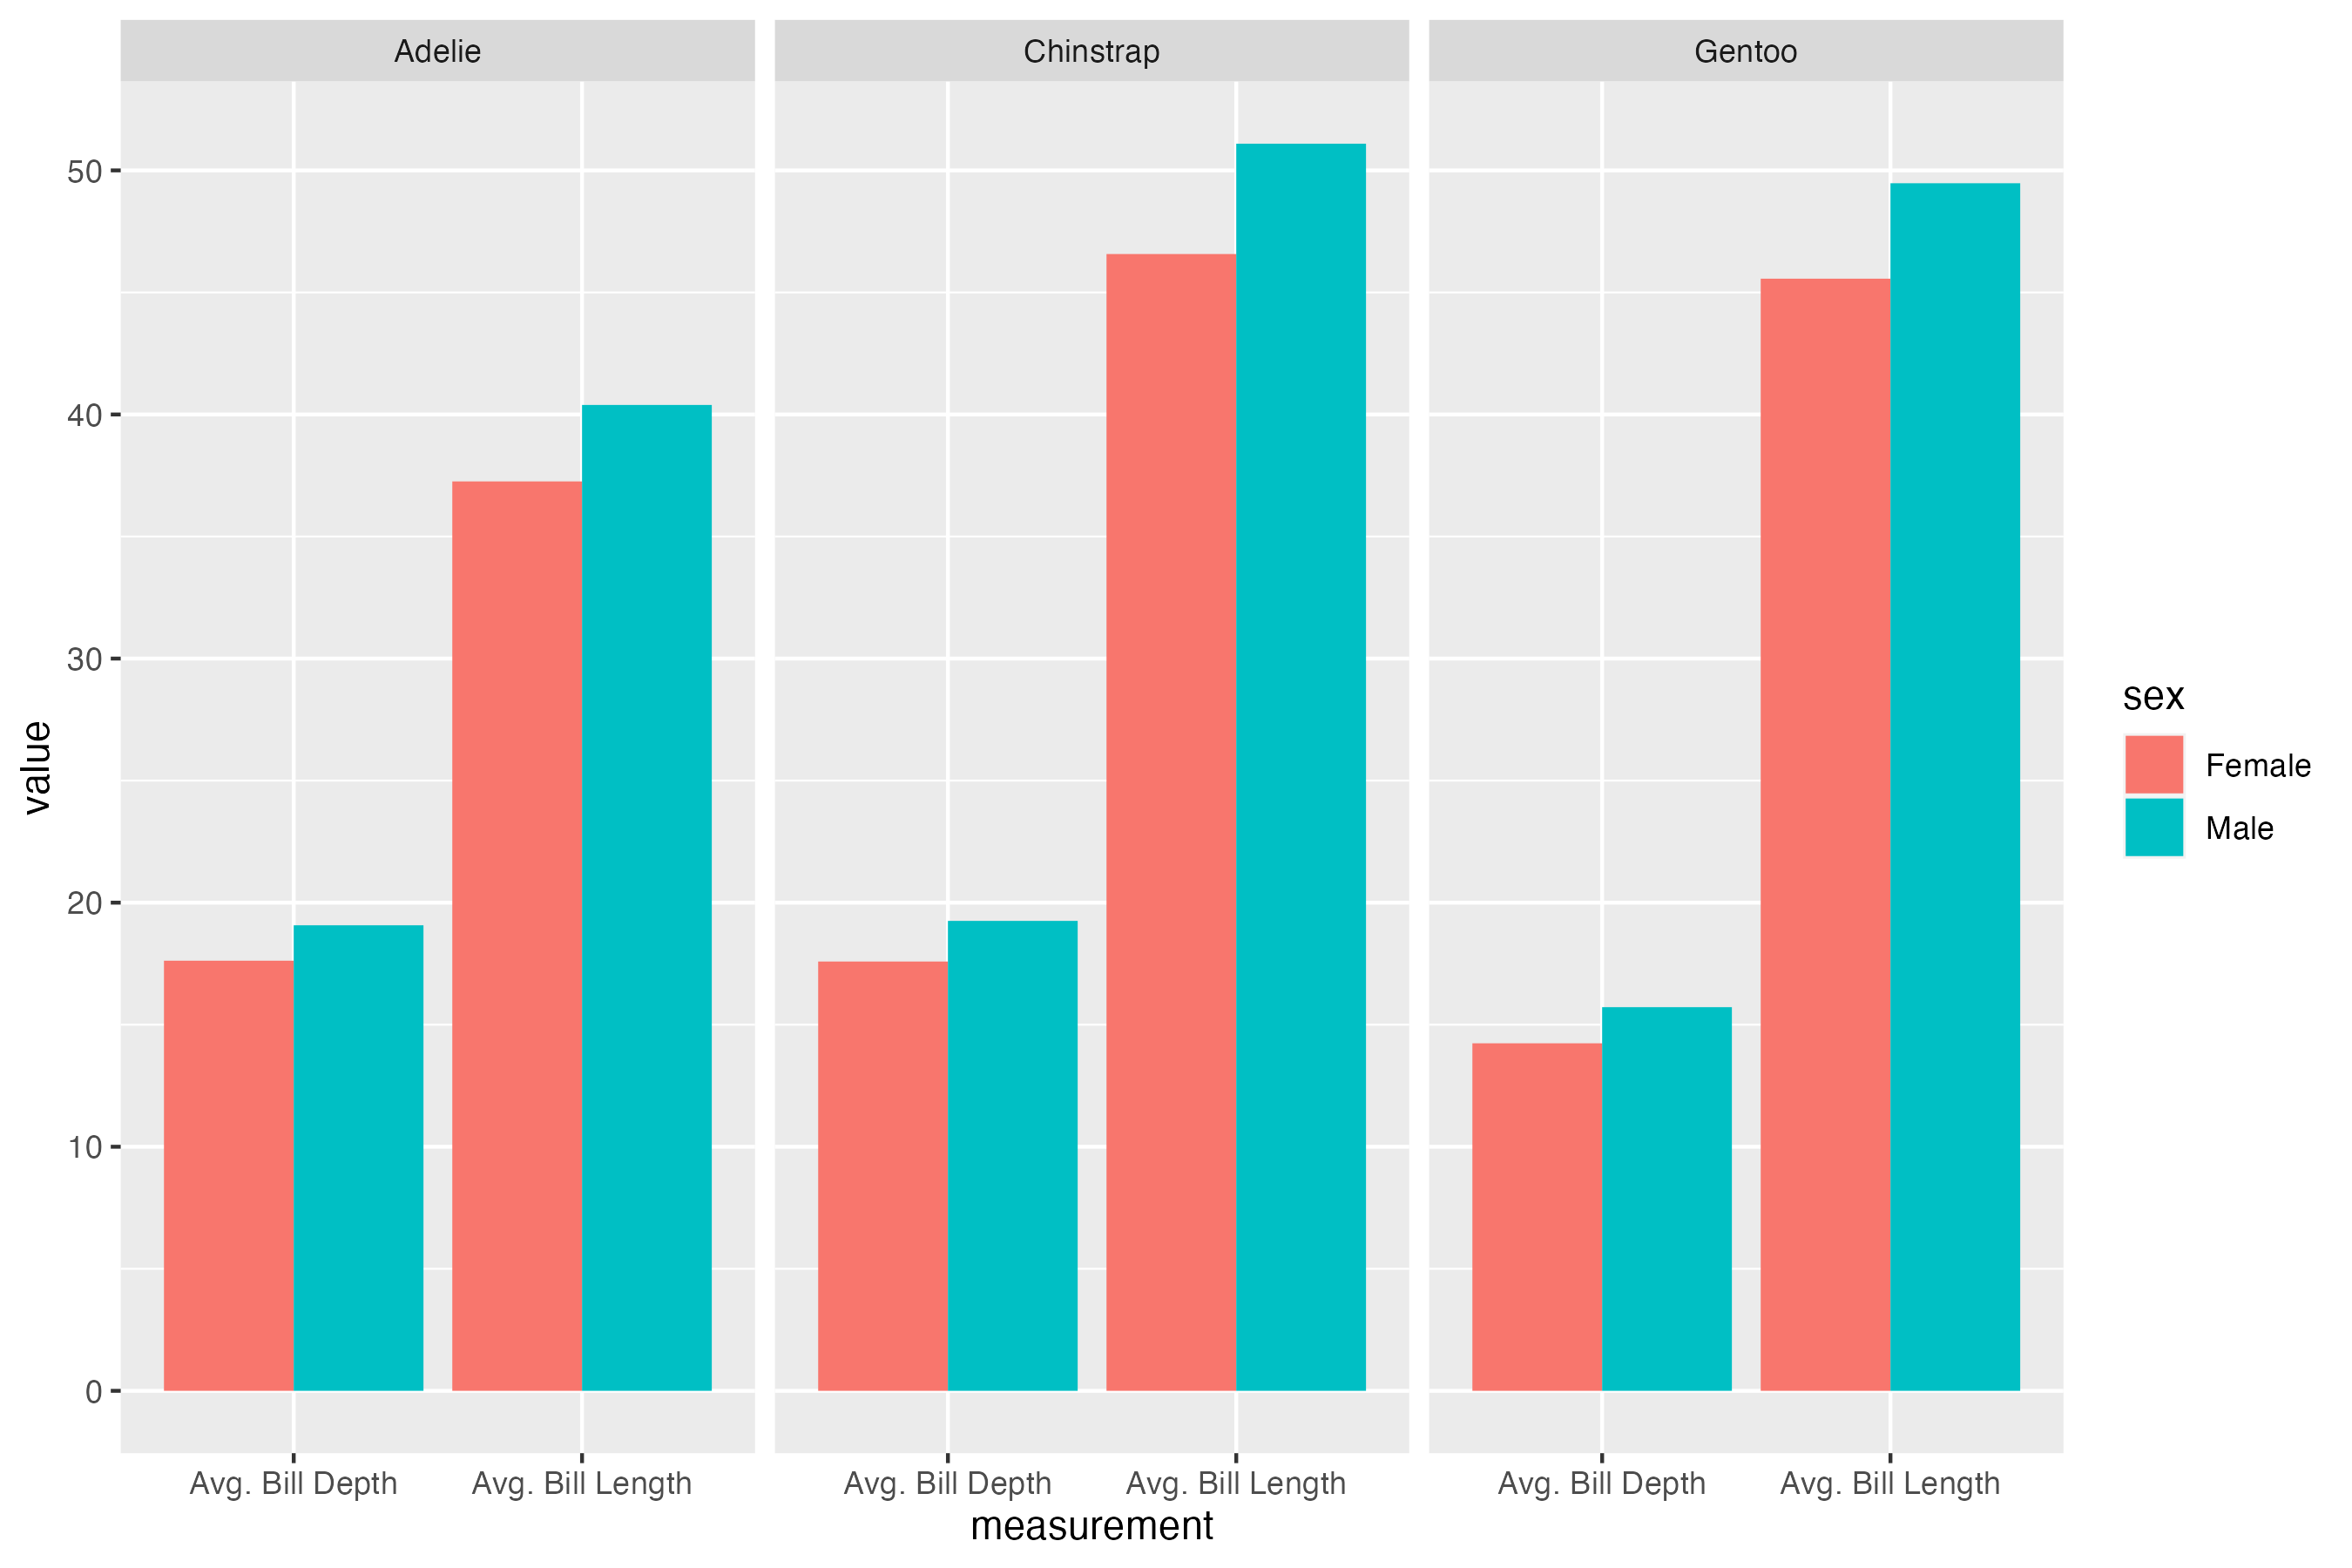 Adelie Chinstrap Gentoo
50
40
30
20
10
0
value
Avg. Bill Depth Avg. Bill Length Avg. Bill Depth Avg. Bill Length Avg. Bill Depth Avg. Bill Length
measurement
sex
Female
Male